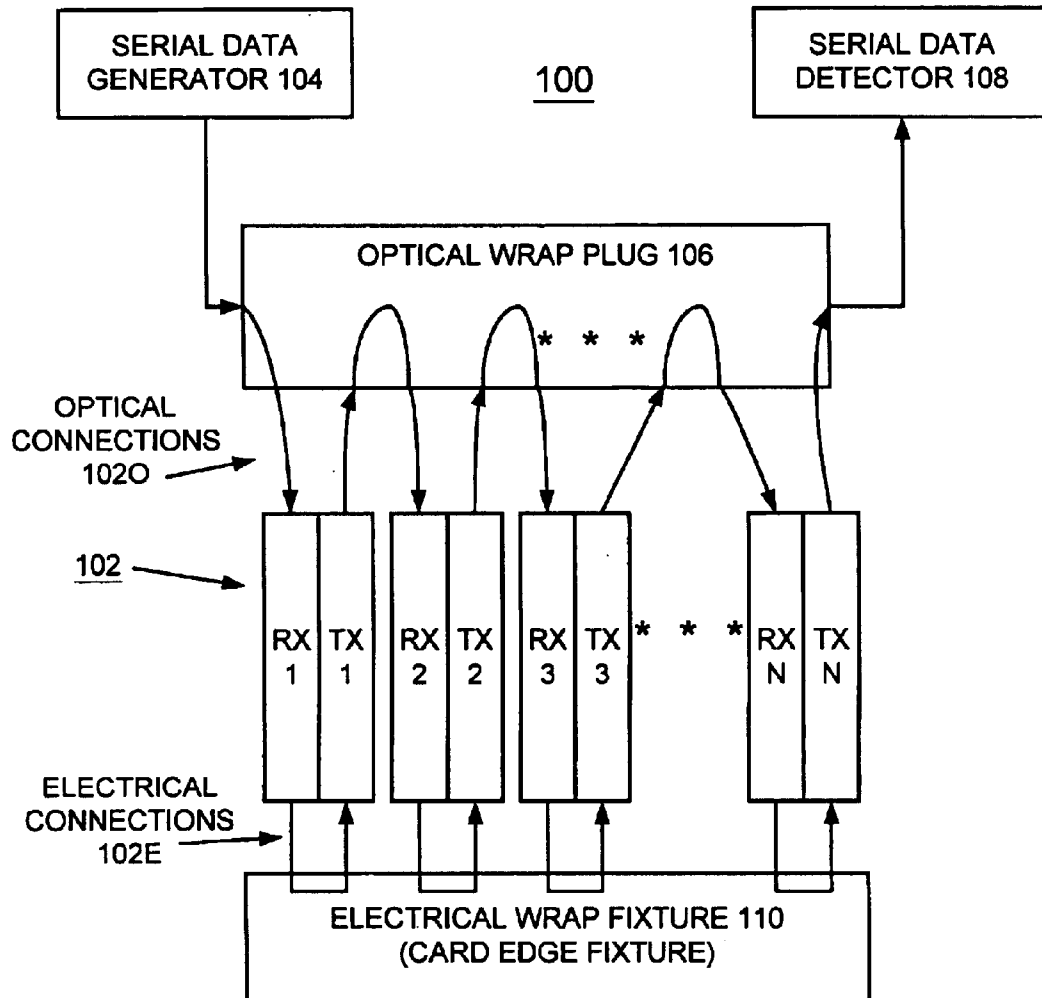 SERIAL DATA
GENERATOR 104
100
SERIAL DATA
DETECTOR 108
OPTICAL WRAP PLUG 106
* * *
OPTICAL
CONNECTIONS
102O
102
RX
1
TX
1
RX
2
TX
2
RX
3
TX
3
* * *
RX
N
TX
N
ELECTRICAL
CONNECTIONS
102E
ELECTRICAL WRAP FIXTURE 110
(CARD EDGE FIXTURE)